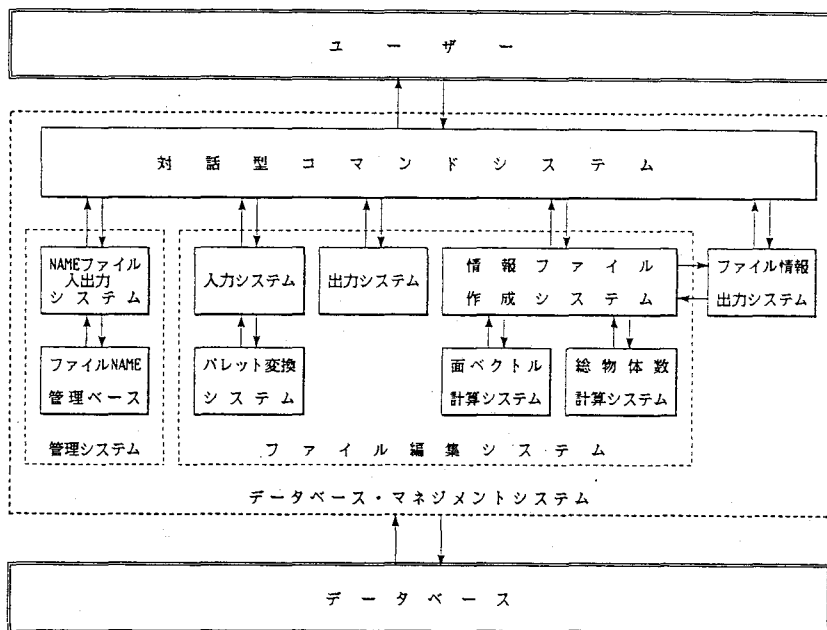 ユーザー
対話型コマンドシステム
NAMEファイル
入出力
システム
入力システム
出力システム
情報ファイル
作成システム
ファイル情報
出力システム
ファイルNAME
管理ベース
パレット変換
システム
面ベクトル
計算システム
総物体数
計算システム
管理システム
ファイル編集システム
データベース・マネジメントシステム
データベース